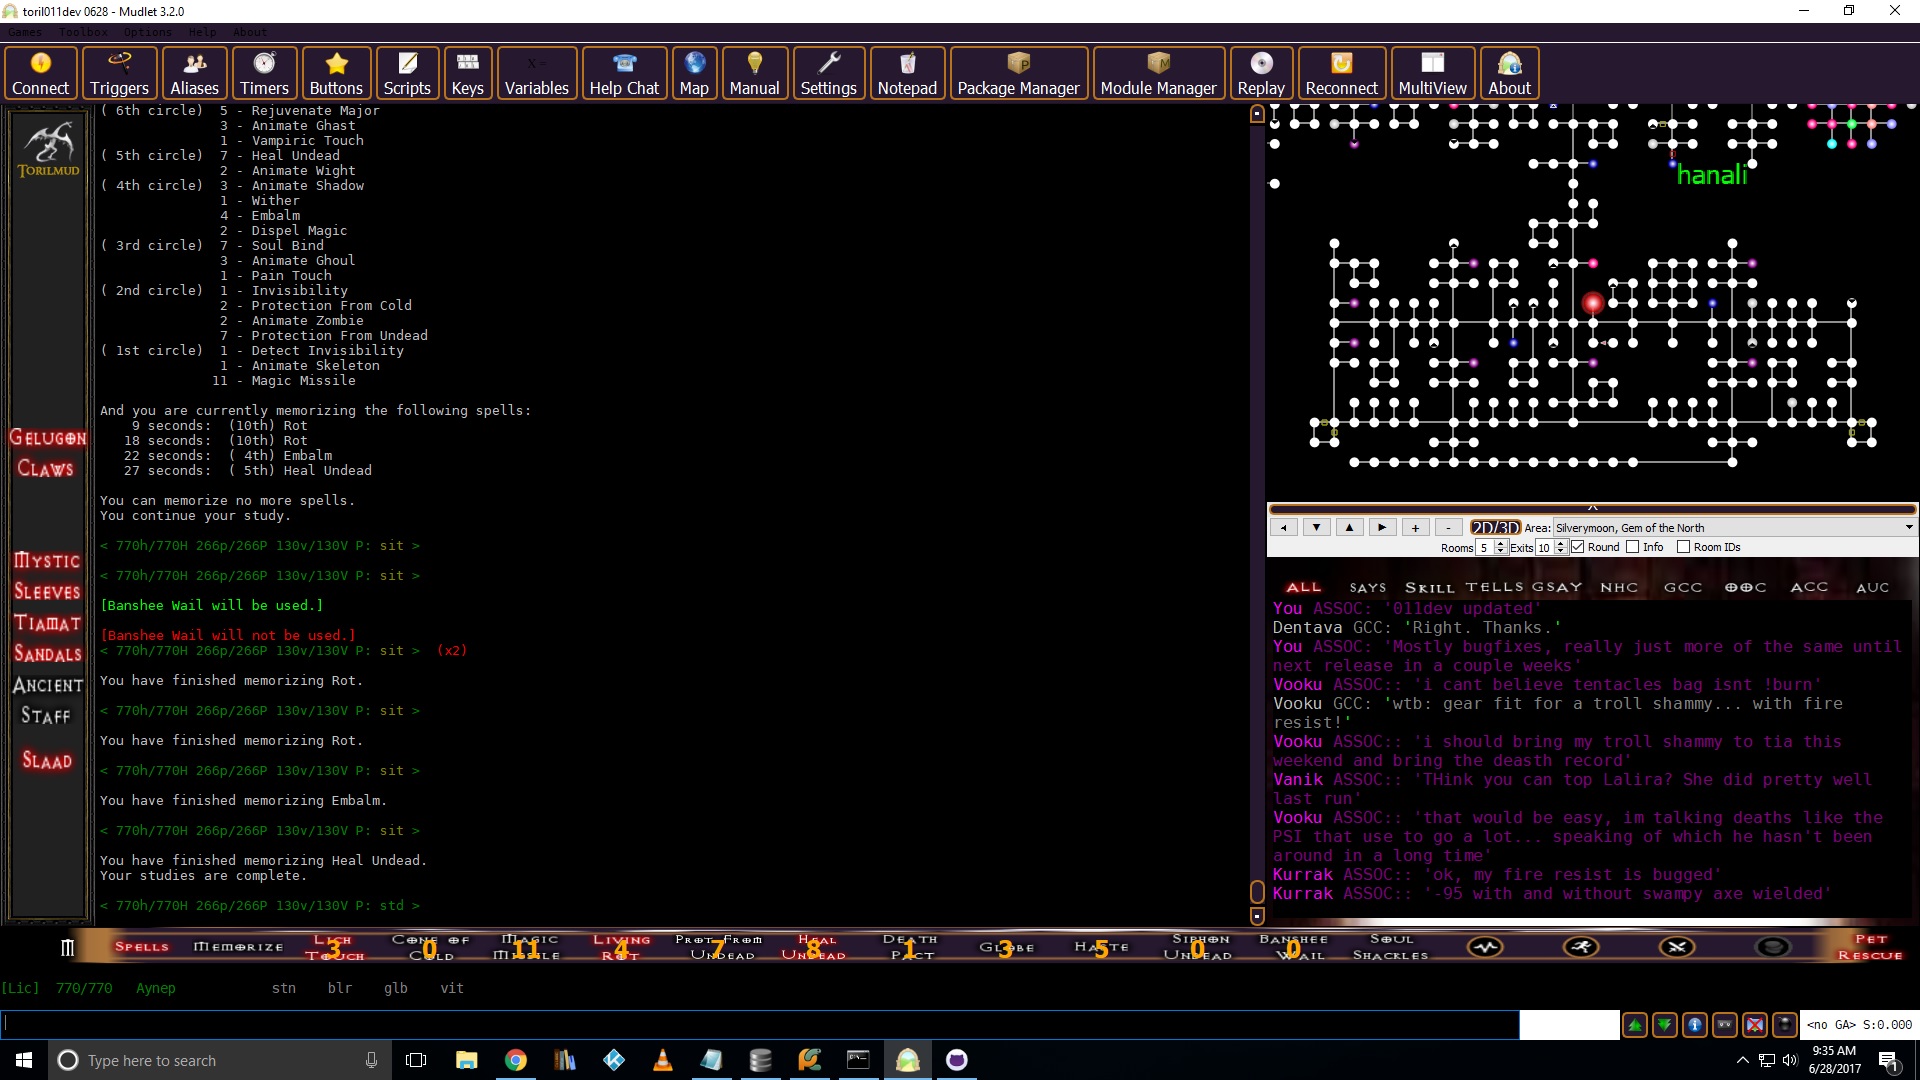 toril011dev 0628 - Mudlet 3.2.0
Games Toolbox Options Help About
Connect Triggers Aliases Timers Buttons Scripts Keys Variables Help Chat Map Manual Settings Notepad Package Manager Module Manager Replay Reconnect MultiView About
TORILMUD
GELUGON
CLAWS
MYSTIC
SLEEVES
TIAMAT
SANDALS
ANCIENT
STAFF
SLAAD
( 6th circle) 5 - Rejuvenate Major
3 - Animate Ghast
1 - Vampiric Touch
( 5th circle) 7 - Heal Undead
2 - Animate Wight
( 4th circle) 3 - Animate Shadow
1 - Wither
4 - Embalm
2 - Dispel Magic
( 3rd circle) 7 - Soul Bind
3 - Animate Ghoul
1 - Pain Touch
( 2nd circle) 1 - Invisibility
2 - Protection From Cold
2 - Animate Zombie
7 - Protection From Undead
( 1st circle) 1 - Detect Invisibility
1 - Animate Skeleton
11 - Magic Missile
And you are currently memorizing the following spells:
9 seconds: (10th) Rot
18 seconds: (10th) Rot
22 seconds: ( 4th) Embalm
27 seconds: ( 5th) Heal Undead
You can memorize no more spells.
You continue your study.
< 770h/770H 266p/266P 130v/130V P: sit >
< 770h/770H 266p/266P 130v/130V P: sit >
[Banshee Wail will be used.]
[Banshee Wail will not be used.]
< 770h/770H 266p/266P 130v/130V P: sit > (x2)
You have finished memorizing Rot.
< 770h/770H 266p/266P 130v/130V P: sit >
You have finished memorizing Rot.
< 770h/770H 266p/266P 130v/130V P: sit >
You have finished memorizing Embalm.
< 770h/770H 266p/266P 130v/130V P: sit >
You have finished memorizing Heal Undead.
Your studies are complete.
< 770h/770H 266p/266P 130v/130V P: std >
hanali
+ - 2D/3D Area: Silverymoon, Gem of the North
Rooms 5 Exits 10 Round Info Room IDs
ALL SAYS SKILL TELLS GSAY NHC GCC OOC ACC AUC
You ASSOC: '011dev updated'
Dentava GCC: 'Right. Thanks.'
You ASSOC: 'Mostly bugfixes, really just more of the same until
next release in a couple weeks'
Vooku ASSOC:: 'i cant believe tentacles bag isnt !burn'
Vooku GCC: 'wtb: gear fit for a troll shammy... with fire
resist!'
Vooku ASSOC:: 'i should bring my troll shammy to tia this
weekend and bring the deasth record'
Vanik ASSOC:: 'THink you can top Lalira? She did pretty well
last run'
Vooku ASSOC:: 'that would be easy, im talking deaths like the
PSI that use to go a lot... speaking of which he hasn't been
around in a long time'
Kurrak ASSOC:: 'ok, my fire resist is bugged'
Kurrak ASSOC:: '-95 with and without swampy axe wielded'
SPELLS MEMORIZE LICH TOUCH 3 CONE OF COLD 0 MAGIC MISSILE 11 LIVING ROT 4 PROT FROM UNDEAD 7 HEAL UNDEAD 8 DEATH PACT 1 GLOBE 3 HASTE 5 SIPHON UNDEAD 0 BANSHEE WAIL 0 SOUL SHACKLES PET RESCUE
[Lic] 770/770 Aynep stn blr glb vit
<no GA> S:0.000
Type here to search
9:35 AM
6/28/2017
1